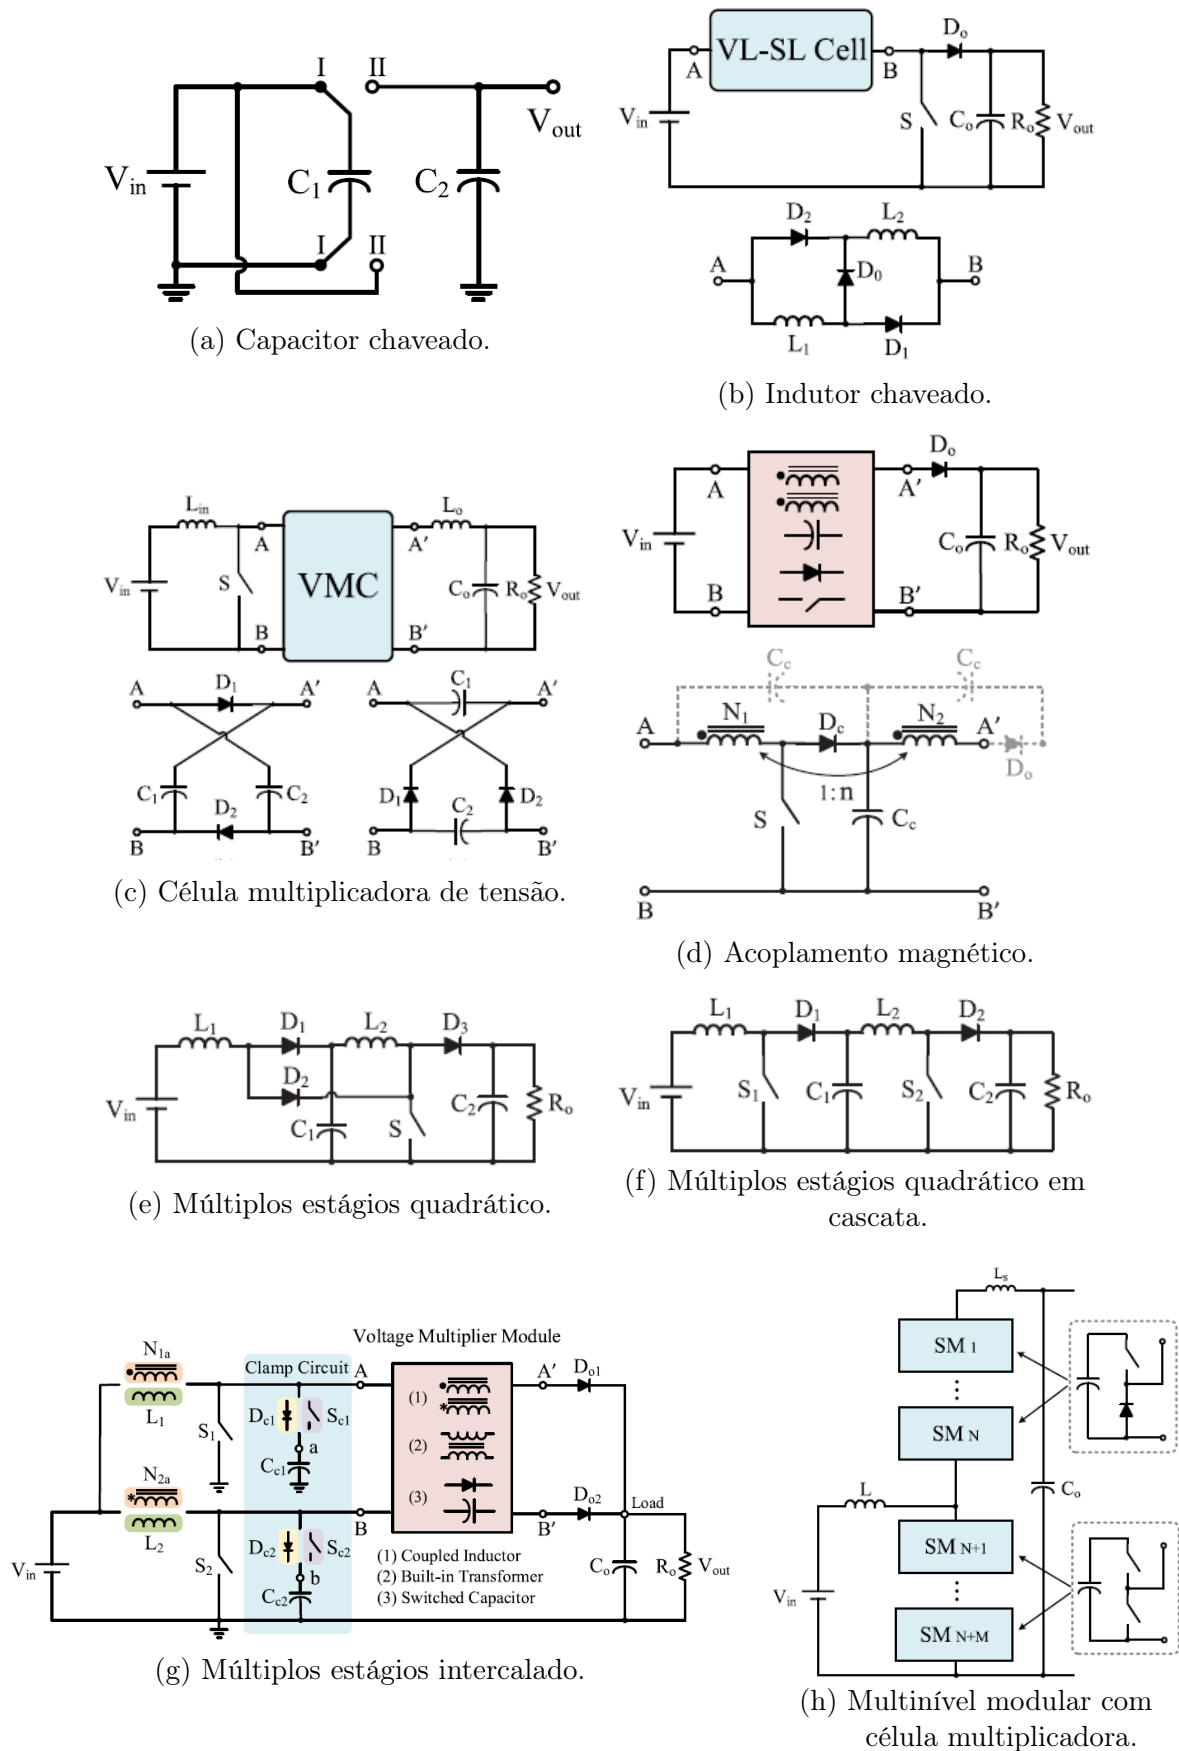 I II
V_out
V_in C_1 C_2
I II
(a) Capacitor chaveado.
VL-SL Cell D_o
A B
V_in S C_o R_o V_out
D_2 L_2
A D_0 B
L_1 D_1
(b) Indutor chaveado.
L_in L_o
A A'
V_in S VMC C_o R_o V_out
B B'
A D_1 A' A C_1 A'
C_1 C_2 D_1 C_2 D_2
D_2
B B' B B'
(c) Célula multiplicadora de tensão.
D_o
A A'
V_in C_o R_o V_out
B B'
C_c C_c
A N_1 D_c N_2 A'
D_o
1:n
S C_c
B B'
(d) Acoplamento magnético.
L_1 D_1 L_2 D_3
D_2
V_in C_1 S C_2 R_o
(e) Múltiplos estágios quadrático.
L_1 D_1 L_2 D_2
V_in S_1 C_1 S_2 C_2 R_o
(f) Múltiplos estágios quadrático em
cascata.
Voltage Multiplier Module
N_1a Clamp Circuit A A' D_o1
L_1 S_1 D_c1 S_c1
a
C_c1
(1)
*
(2)
(3)
N_2a
*
L_2 B B' D_o2 Load
V_in S_2 D_c2 S_c2
b
C_c2
(1) Coupled Inductor
(2) Built-in Transformer
(3) Switched Capacitor
C_o R_o V_out
(g) Múltiplos estágios intercalado.
L_s
SM 1
SM N
L C_o
SM N+1
V_in
SM N+M
(h) Multinível modular com
célula multiplicadora.